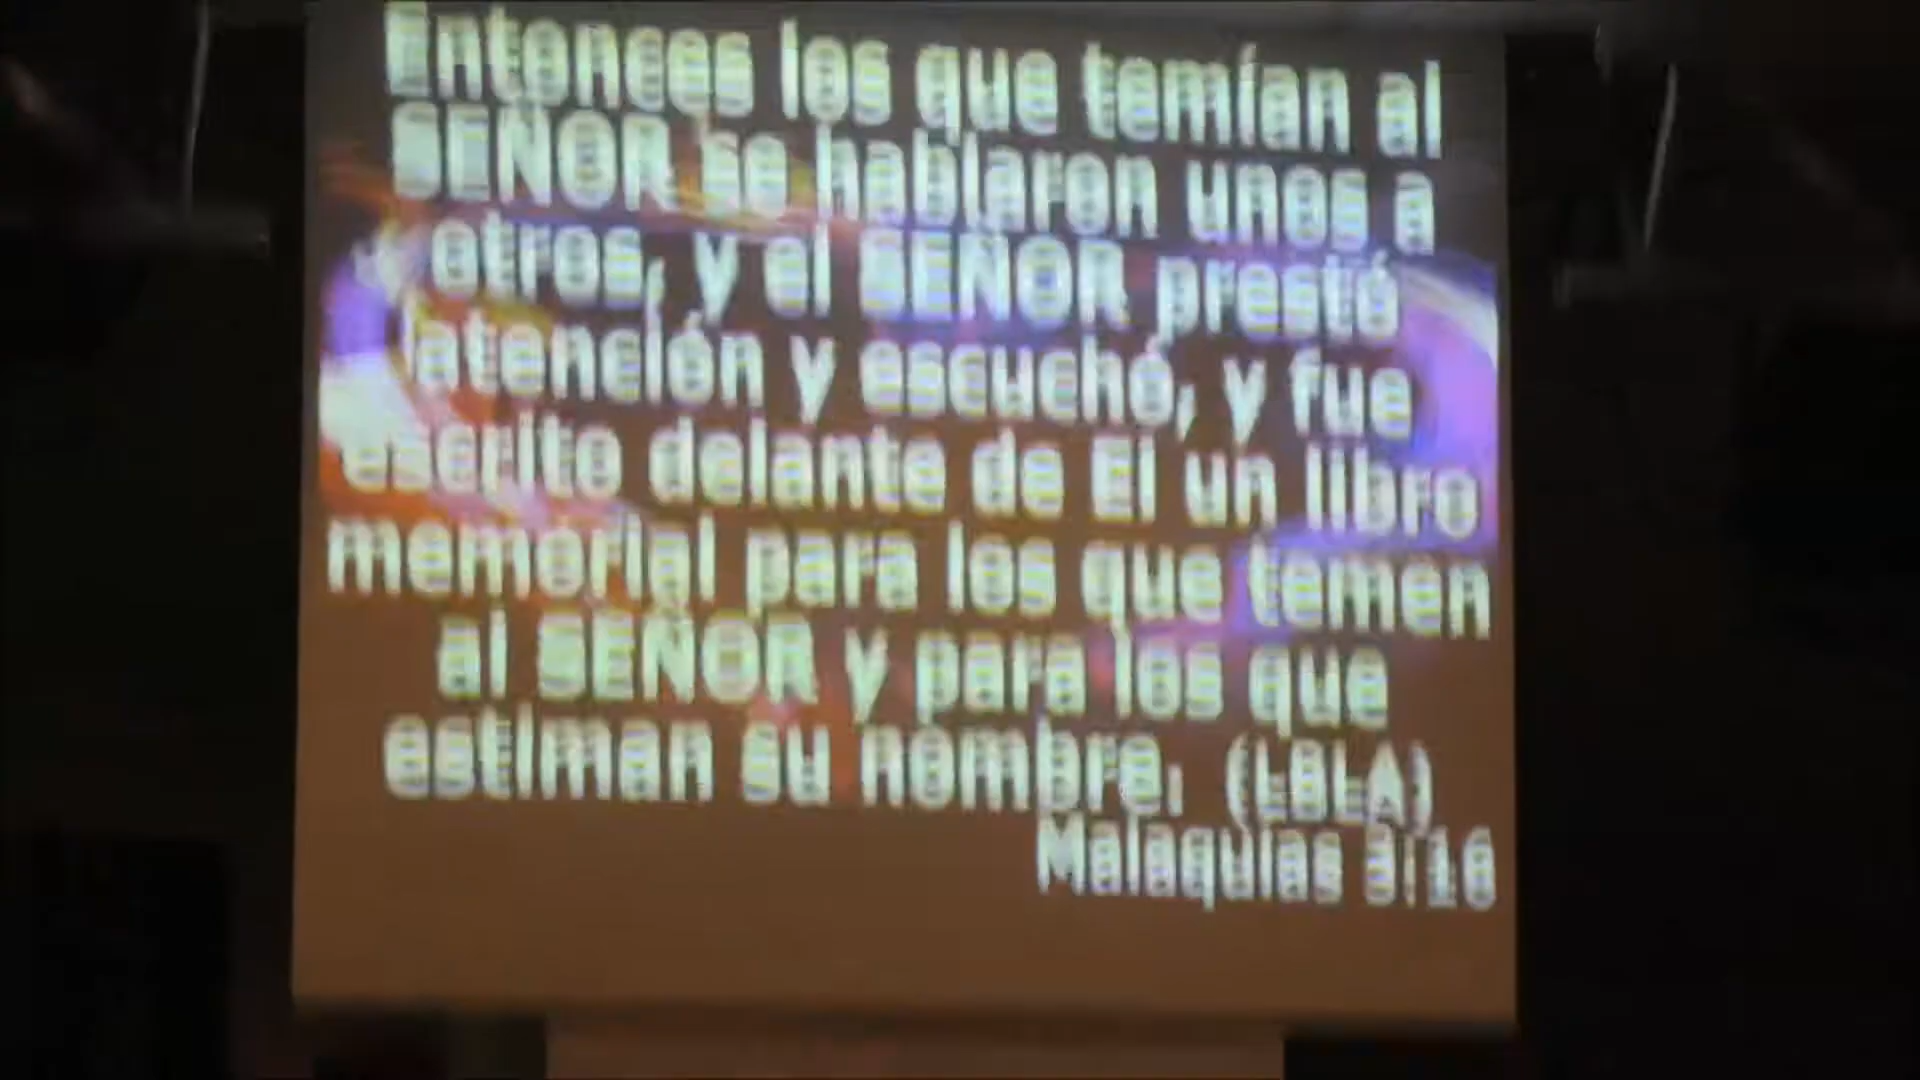 Entonces los que temían al
SEÑOR se hablaron unos a
otros, y el SEÑOR prestó
atención y escuchó, y fue
escrito delante de El un libro
memorial para los que temen
al SEÑOR y para los que
estiman su nombre. (LBLA)
Malaquías 3:16